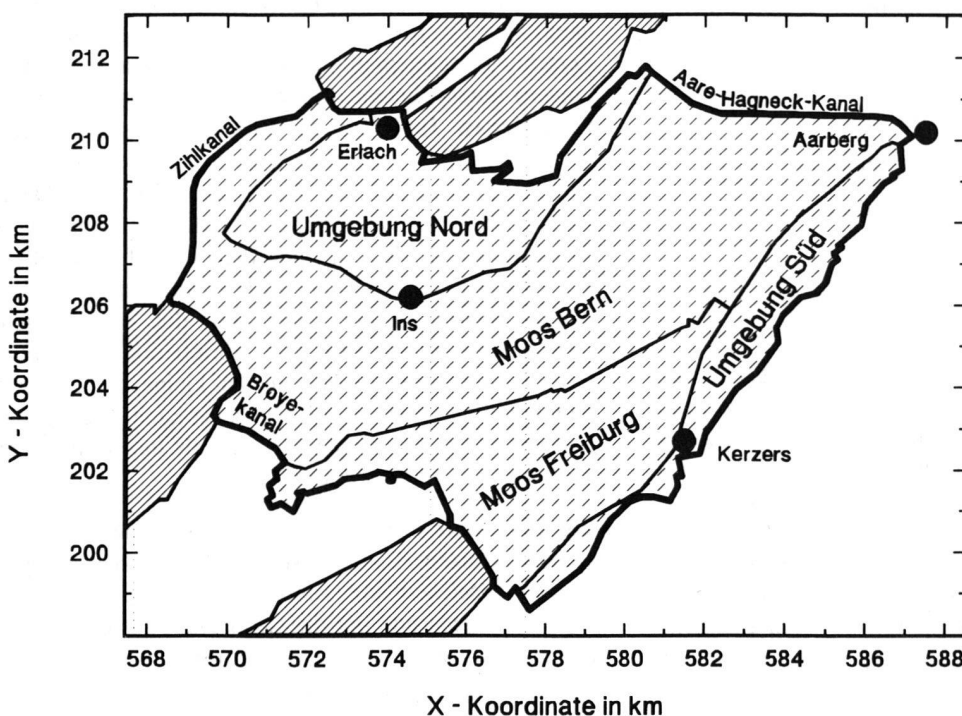 212
210
208
206
204
202
200
Y - Koordinate in km
Zihlkanal
Erlach
Aare-Hagneck-Kanal
Aarberg
Umgebung Nord
Ins
Moos Bern
Umgebung Süd
Broye-
kanal
Moos Freiburg
Kerzers
568 570 572 574 576 578 580 582 584 586 588
X - Koordinate in km